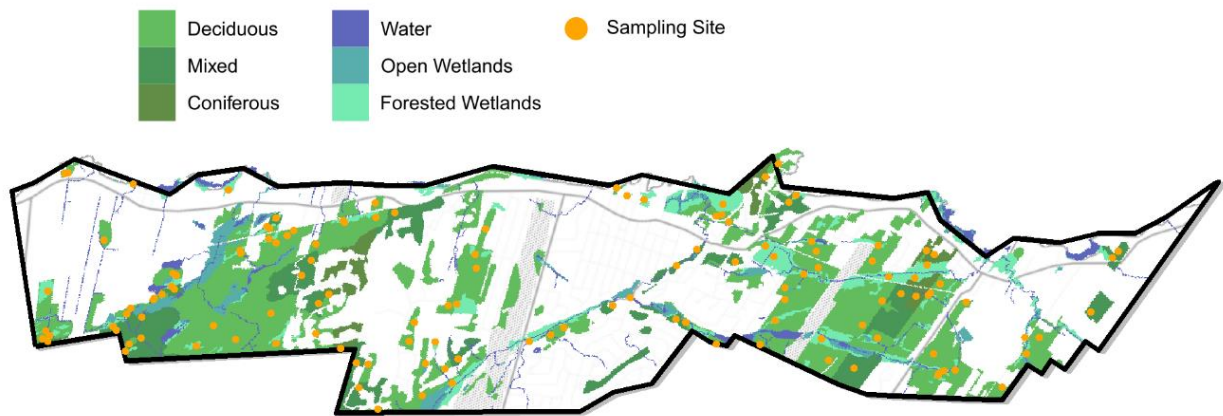 Deciduous
Mixed
Coniferous
Water
Open Wetlands
Forested Wetlands
Sampling Site